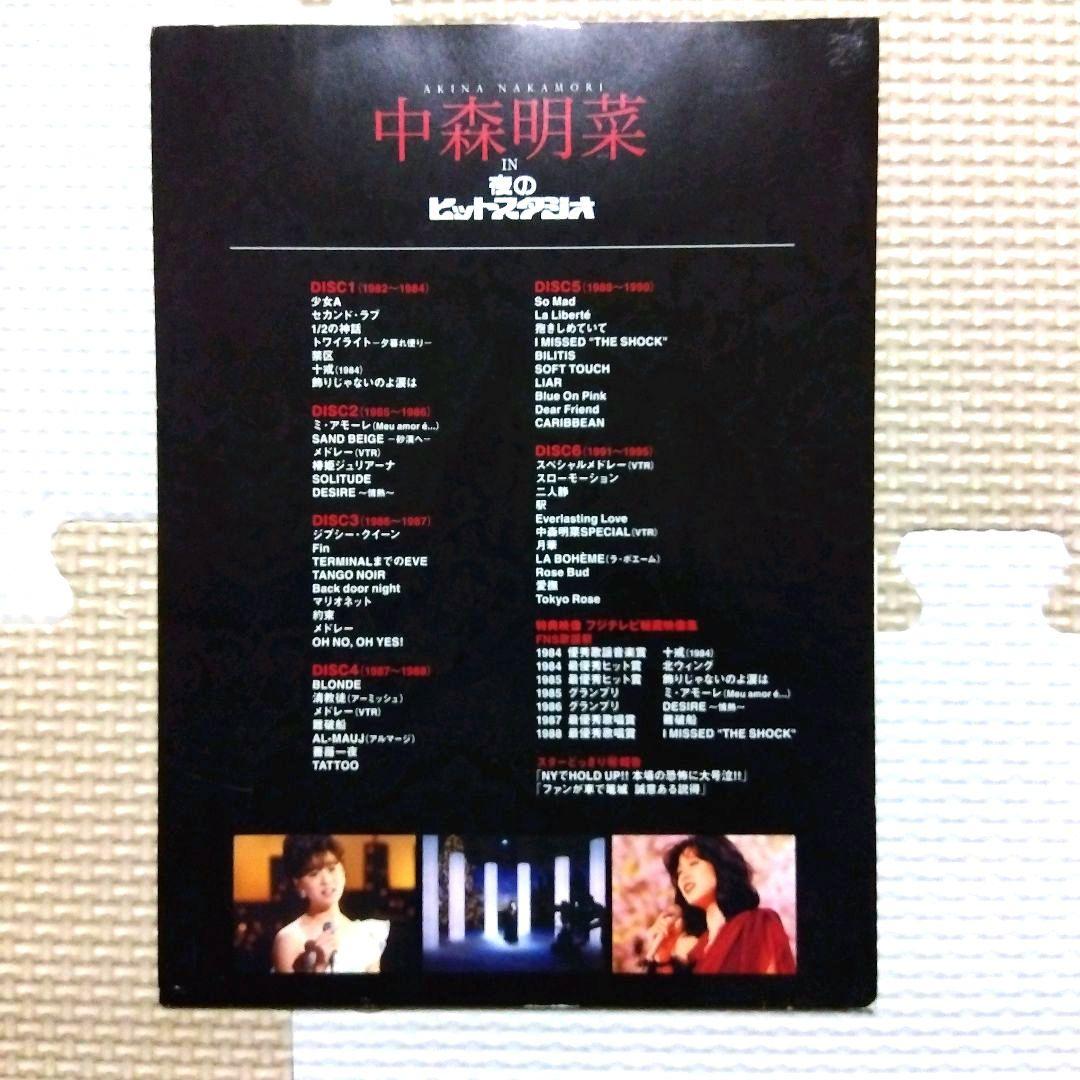 AKINA NAKAMORI
中森明菜
IN
夜の
ヒットスタジオ
DISC1(1982〜1984)
少女A
セカンド・ラブ
1/2の神話
トワイライト−夕暮れ便り−
禁区
十戒(1984)
飾りじゃないのよ涙は
DISC2(1985〜1986)
ミ・アモーレ(Meu amor é...)
SAND BEIGE −砂漠へ−
メドレー(VTR)
椿姫ジュリアーナ
SOLITUDE
DESIRE 〜情熱〜
DISC3(1986〜1987)
ジプシー・クイーン
Fin
TERMINALまでのEVE
TANGO NOIR
Back door night
マリオネット
約束
メドレー
OH NO, OH YES!
DISC4(1987〜1988)
BLONDE
清教徒(アーミッシュ)
メドレー(VTR)
難破船
AL-MAUJ(アルマージ)
薔薇一夜
TATTOO
DISC5(1988〜1990)
So Mad
La Liberté
抱きしめていて
I MISSED "THE SHOCK"
BILITIS
SOFT TOUCH
LIAR
Blue On Pink
Dear Friend
CARIBBEAN
DISC6(1991〜1995)
スペシャルメドレー(VTR)
スローモーション
二人静
駅
Everlasting Love
中森明菜SPECIAL(VTR)
月華
LA BOHÈME(ラ・ボエーム)
Rose Bud
愛撫
Tokyo Rose
特典映像 フジテレビ秘蔵映像集
FNS歌謡祭
1984 優秀歌謡音楽賞 十戒(1984)
1984 最優秀ヒット賞 北ウィング
1985 最優秀ヒット賞 飾りじゃないのよ涙は
1985 グランプリ ミ・アモーレ(Meu amor é...)
1986 グランプリ DESIRE 〜情熱〜
1987 最優秀歌唱賞 難破船
1988 最優秀歌唱賞 I MISSED "THE SHOCK"
スターどっきり㊙報告
「NYでHOLD UP!! 本場の恐怖に大号泣!!」
「ファンが車で篭城 誠意ある説得」